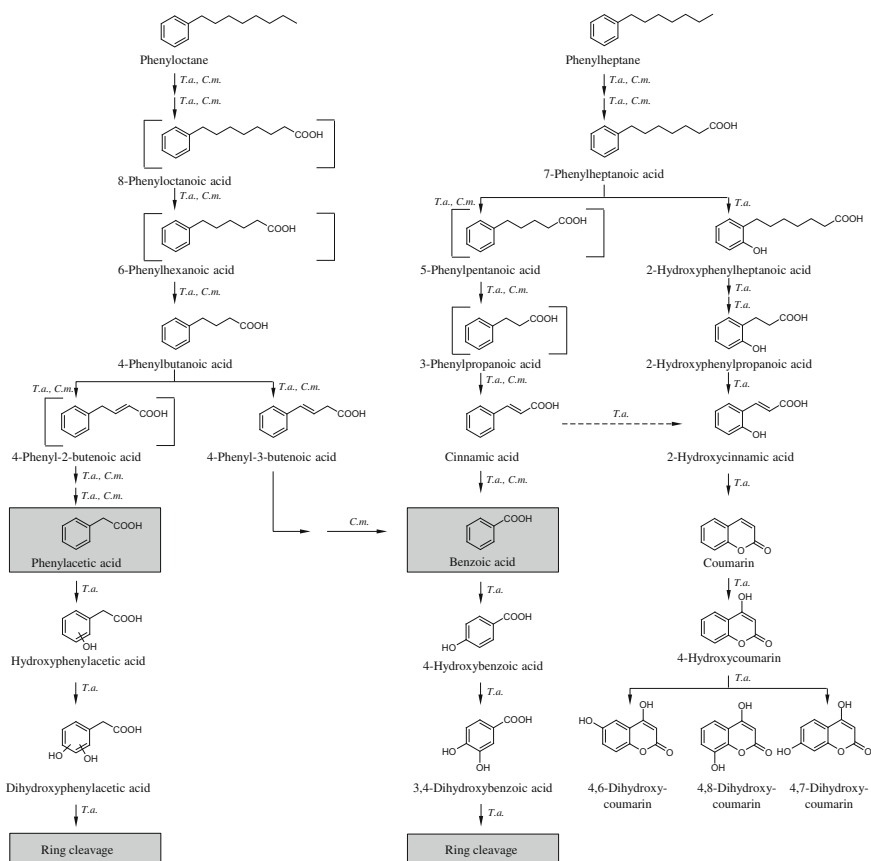 Phenyloctane
T.a., C.m.
T.a., C.m.
COOH
8-Phenyloctanoic acid
T.a., C.m.
COOH
6-Phenylhexanoic acid
T.a., C.m.
COOH
4-Phenylbutanoic acid
T.a., C.m.
T.a., C.m.
COOH
COOH
4-Phenyl-2-butenoic acid
4-Phenyl-3-butenoic acid
T.a., C.m.
T.a., C.m.
COOH
Phenylacetic acid
C.m.
T.a.
COOH
OH
Hydroxyphenylacetic acid
T.a.
COOH
HO
OH
Dihydroxyphenylacetic acid
T.a.
Ring cleavage
Phenylheptane
T.a., C.m.
T.a., C.m.
COOH
7-Phenylheptanoic acid
T.a., C.m.
T.a.
COOH
5-Phenylpentanoic acid
T.a., C.m.
COOH
3-Phenylpropanoic acid
T.a., C.m.
COOH
Cinnamic acid
T.a.
T.a., C.m.
COOH
Benzoic acid
T.a.
COOH
HO
4-Hydroxybenzoic acid
T.a.
COOH
HO
OH
3,4-Dihydroxybenzoic acid
T.a.
Ring cleavage
COOH
OH
2-Hydroxyphenylheptanoic acid
T.a.
T.a.
COOH
OH
2-Hydroxyphenylpropanoic acid
T.a.
COOH
OH
2-Hydroxycinnamic acid
T.a.
O
O
Coumarin
T.a.
OH
O
O
4-Hydroxycoumarin
T.a.
OH
HO
O
O
4,6-Dihydroxy-
coumarin
OH
O
O
OH
4,8-Dihydroxy-
coumarin
OH
HO
O
O
4,7-Dihydroxy-
coumarin